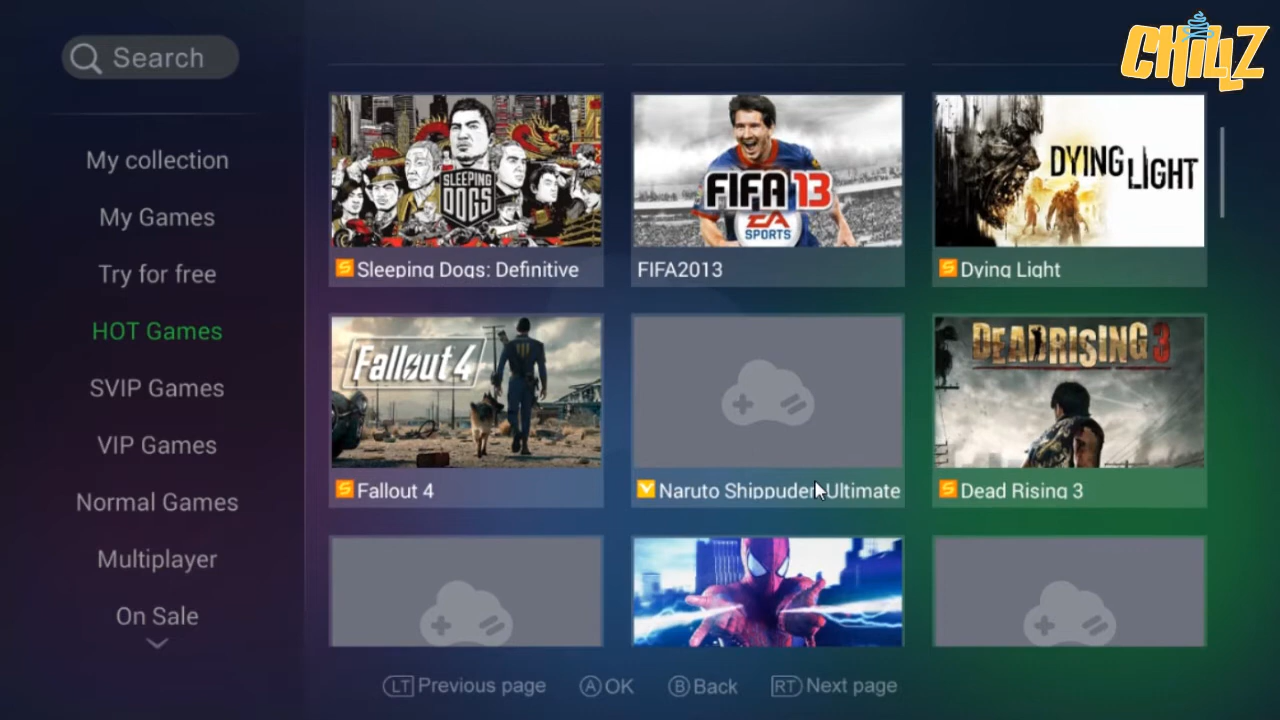 CHILLZ
Search
My collection
My Games
Try for free
HOT Games
SVIP Games
VIP Games
Normal Games
Multiplayer
On Sale
SLEEPING
DOGS
S Sleeping Dogs: Definitive
FIFA 13
EA
SPORTS
FIFA2013
DYING LIGHT
S Dying Light
Fallout 4
S Fallout 4
V Naruto Shippuden Ultimate
DEADRISING 3
S Dead Rising 3
LT Previous page
A OK
B Back
RT Next page